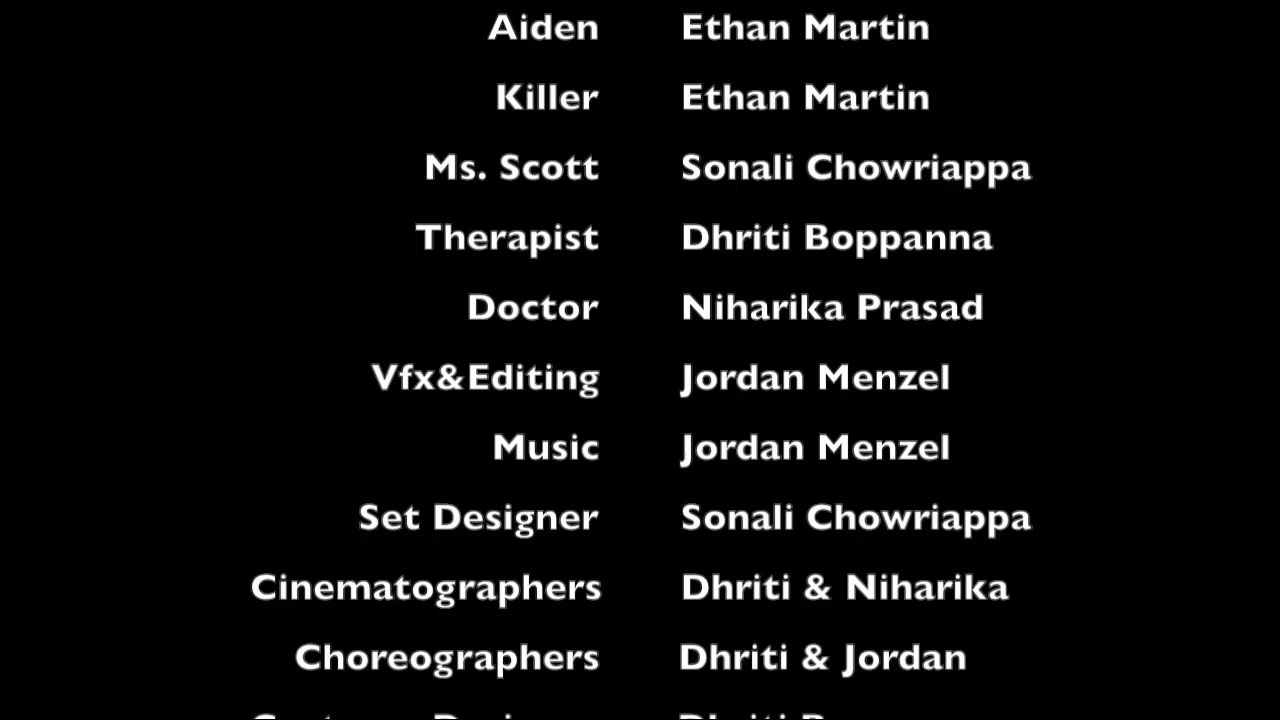 Aiden Ethan Martin
Killer Ethan Martin
Ms. Scott Sonali Chowriappa
Therapist Dhriti Boppanna
Doctor Niharika Prasad
Vfx&Editing Jordan Menzel
Music Jordan Menzel
Set Designer Sonali Chowriappa
Cinematographers Dhriti & Niharika
Choreographers Dhriti & Jordan